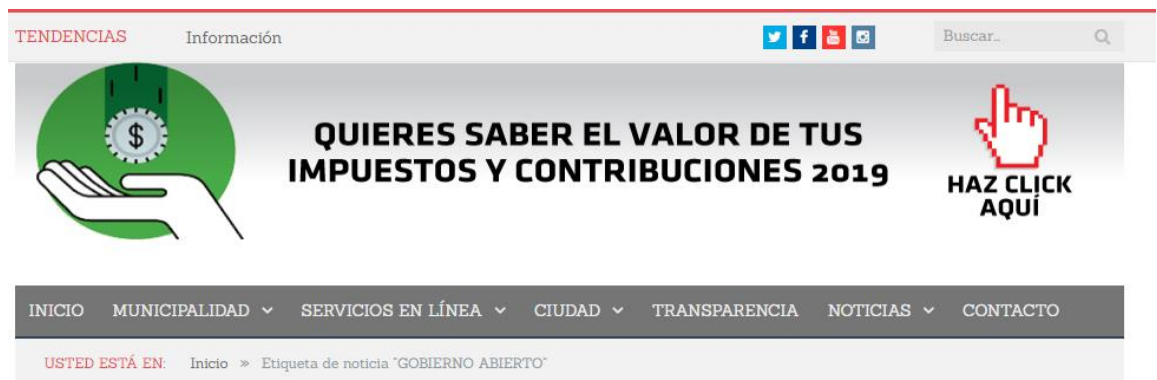 TENDENCIAS Información Buscar...
$
QUIERES SABER EL VALOR DE TUS
IMPUESTOS Y CONTRIBUCIONES 2019
HAZ CLICK
AQUÍ
INICIO MUNICIPALIDAD SERVICIOS EN LÍNEA CIUDAD TRANSPARENCIA NOTICIAS CONTACTO
USTED ESTÁ EN: Inicio » Etiqueta de noticia "GOBIERNO ABIERTO"